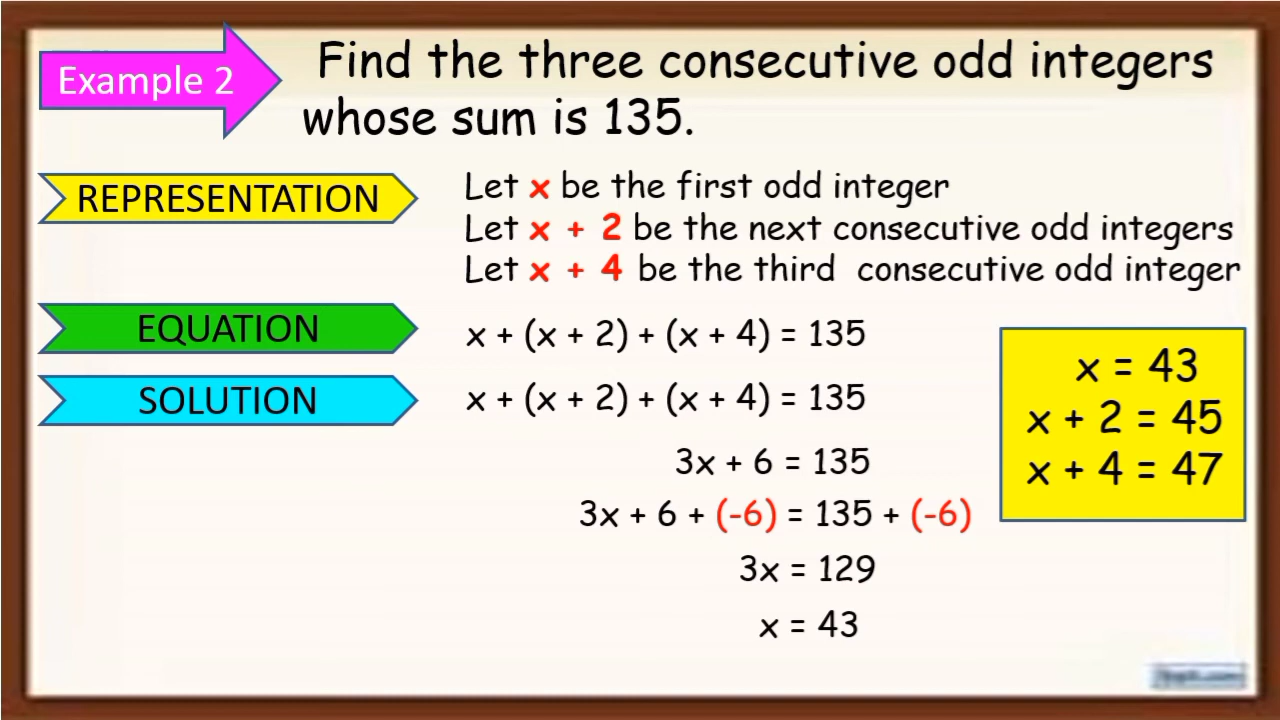 Example 2
Find the three consecutive odd integers
whose sum is 135.
REPRESENTATION
Let x be the first odd integer
Let x + 2 be the next consecutive odd integers
Let x + 4 be the third consecutive odd integer
EQUATION
x + (x + 2) + (x + 4) = 135
SOLUTION
x + (x + 2) + (x + 4) = 135
3x + 6 = 135
3x + 6 + (-6) = 135 + (-6)
3x = 129
x = 43
x = 43
x + 2 = 45
x + 4 = 47